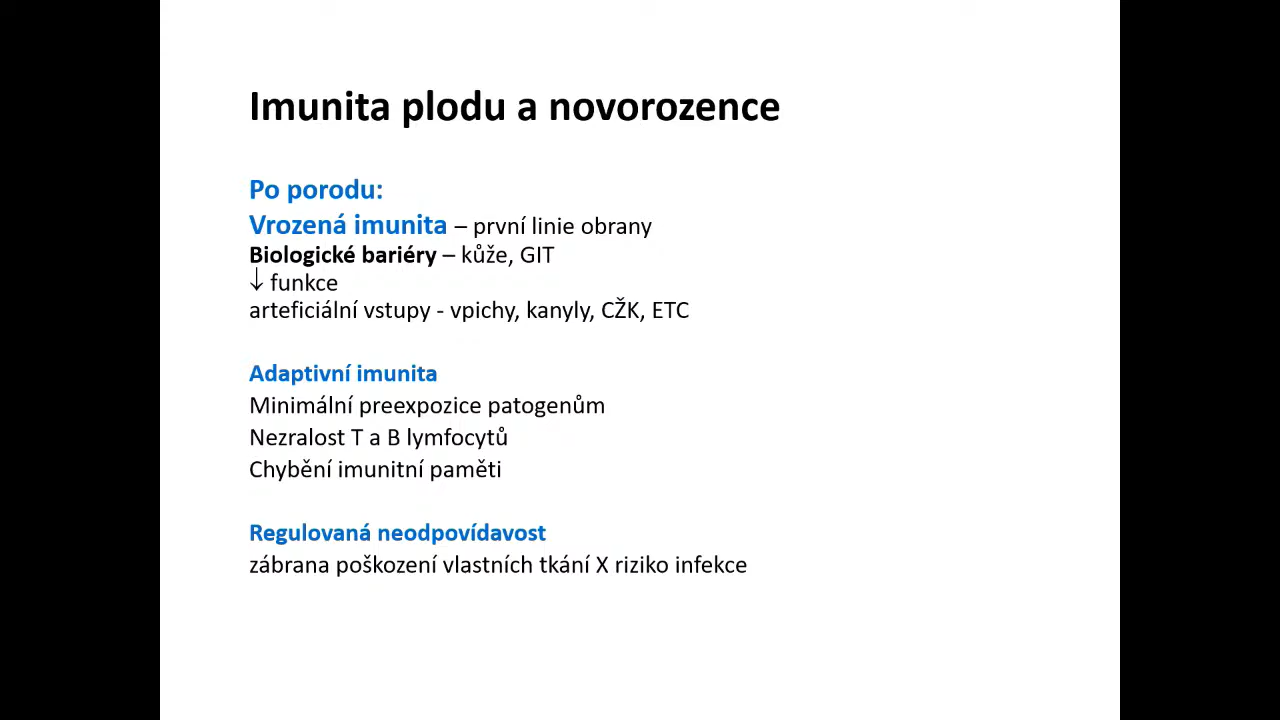 Imunita plodu a novorozence
Po porodu:
Vrozená imunita – první linie obrany
Biologické bariéry – kůže, GIT
↓ funkce
arteficiální vstupy - vpichy, kanyly, CŽK, ETC
Adaptivní imunita
Minimální preexpozice patogenům
Nezralost T a B lymfocytů
Chybění imunitní paměti
Regulovaná neodpovídavost
zábrana poškození vlastních tkání X riziko infekce